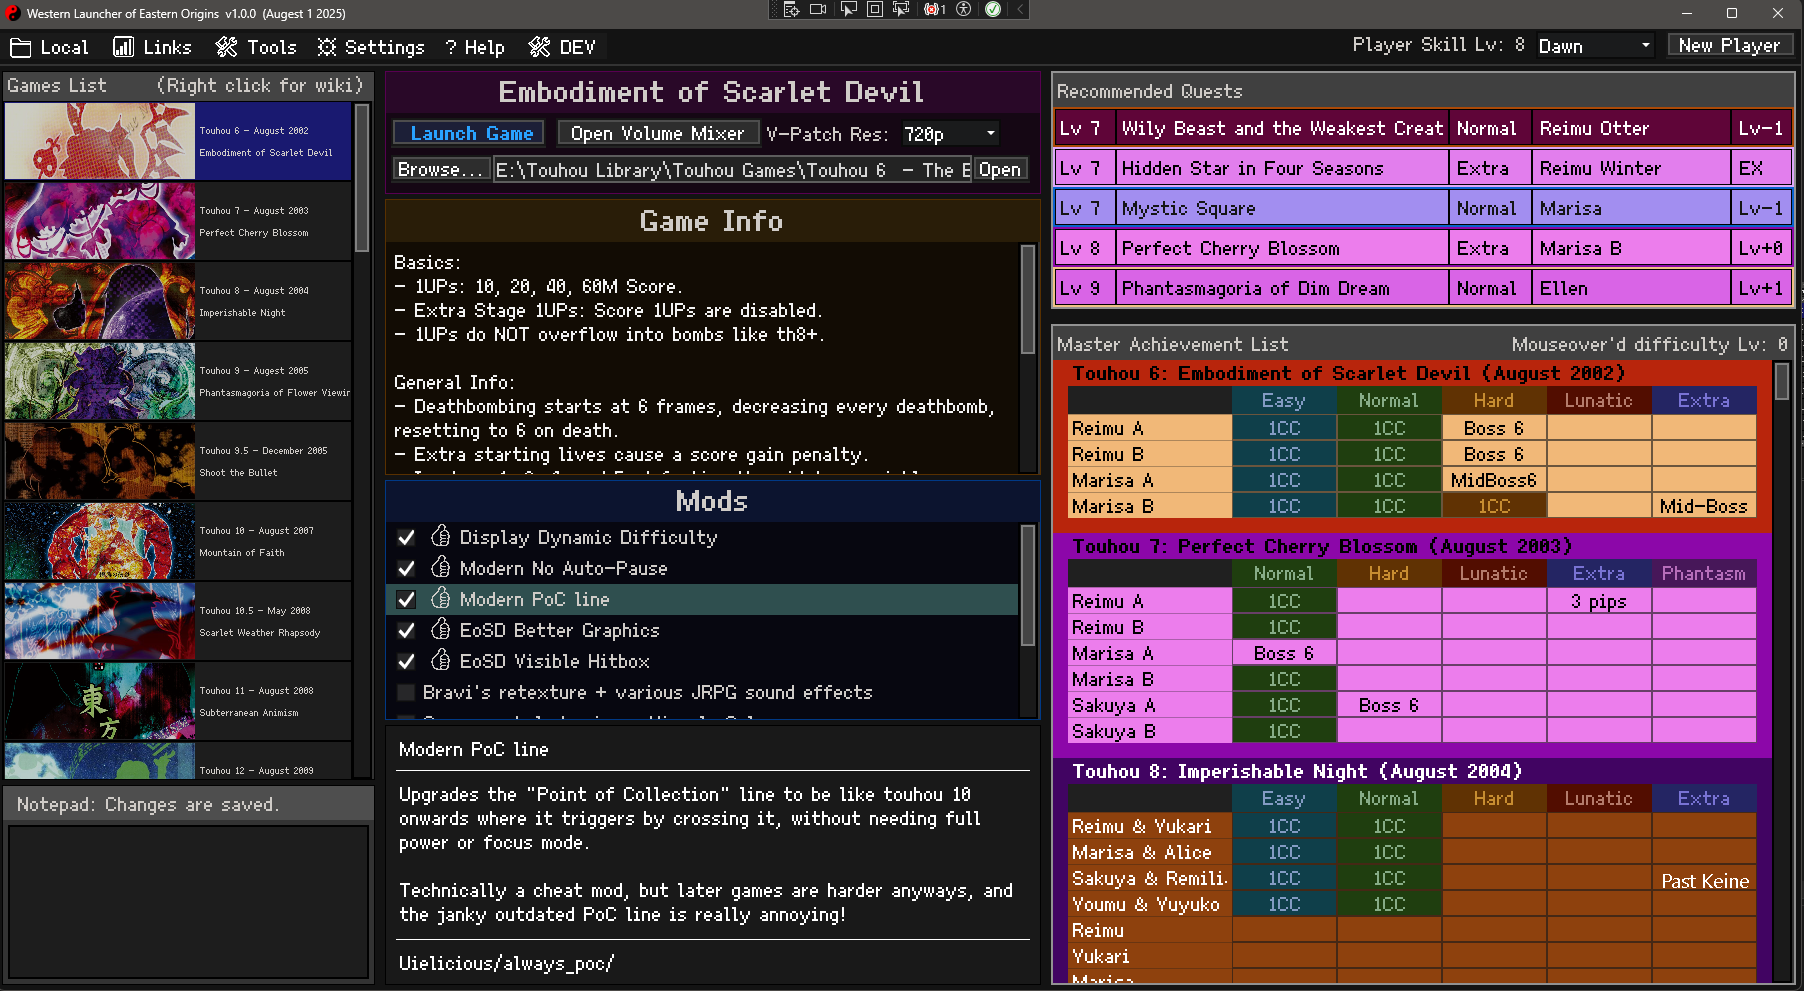 Western Launcher of Eastern Origins v1.0.0 (Augest 1 2025)
1
Local Links Tools Settings ? Help DEV
Player Skill Lv: 8 Dawn New Player
Games List (Right click for wiki)
Touhou 6 - August 2002
Embodiment of Scarlet Devil
Touhou 7 - August 2003
Perfect Cherry Blossom
Touhou 8 - August 2004
Imperishable Night
Touhou 9 - Augest 2005
Phantasmagoria of Flower Viewin
Touhou 9.5 - December 2005
Shoot the Bullet
Touhou 10 - August 2007
Mountain of Faith
Touhou 10.5 - May 2008
Scarlet Weather Rhapsody
東方
Touhou 11 - August 2008
Subterranean Animism
Touhou 12 - August 2009
Notepad: Changes are saved.
Embodiment of Scarlet Devil
Launch Game Open Volume Mixer V-Patch Res: 720p
Browse... E:\Touhou Library\Touhou Games\Touhou 6 - The E Open
Game Info
Basics:
- 1UPs: 10, 20, 40, 60M Score.
- Extra Stage 1UPs: Score 1UPs are disabled.
- 1UPs do NOT overflow into bombs like th8+.
General Info:
- Deathbombing starts at 6 frames, decreasing every deathbomb,
resetting to 6 on death.
- Extra starting lives cause a score gain penalty.
Mods
Display Dynamic Difficulty
Modern No Auto-Pause
Modern PoC line
EoSD Better Graphics
EoSD Visible Hitbox
Bravi's retexture + various JRPG sound effects
Modern PoC line
Upgrades the "Point of Collection" line to be like touhou 10
onwards where it triggers by crossing it, without needing full
power or focus mode.
Technically a cheat mod, but later games are harder anyways, and
the janky outdated PoC line is really annoying!
Uielicious/always_poc/
Recommended Quests
Lv 7 Wily Beast and the Weakest Creat Normal Reimu Otter Lv-1
Lv 7 Hidden Star in Four Seasons Extra Reimu Winter EX
Lv 7 Mystic Square Normal Marisa Lv-1
Lv 8 Perfect Cherry Blossom Extra Marisa B Lv+0
Lv 9 Phantasmagoria of Dim Dream Normal Ellen Lv+1
Master Achievement List Mouseover'd difficulty Lv: 0
Touhou 6: Embodiment of Scarlet Devil (August 2002)
Easy Normal Hard Lunatic Extra
Reimu A 1CC 1CC Boss 6
Reimu B 1CC 1CC Boss 6
Marisa A 1CC 1CC MidBoss6
Marisa B 1CC 1CC 1CC Mid-Boss
Touhou 7: Perfect Cherry Blossom (August 2003)
Normal Hard Lunatic Extra Phantasm
Reimu A 1CC 3 pips
Reimu B 1CC
Marisa A Boss 6
Marisa B 1CC
Sakuya A 1CC Boss 6
Sakuya B 1CC
Touhou 8: Imperishable Night (August 2004)
Easy Normal Hard Lunatic Extra
Reimu & Yukari 1CC 1CC
Marisa & Alice 1CC 1CC
Sakuya & Remili 1CC 1CC Past Keine
Youmu & Yuyuko 1CC 1CC
Reimu
Yukari
Marisa